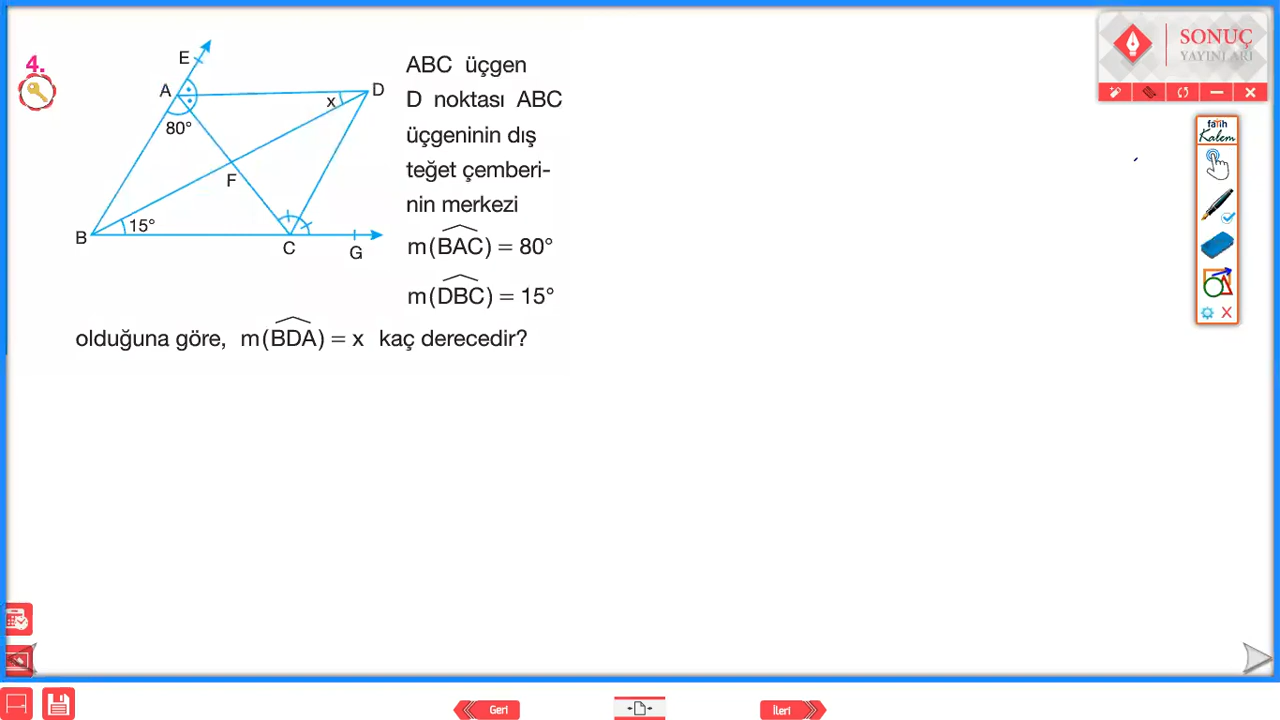 SONUÇ
YAYINLARI
fatih
Kalem
4.
E
A
D
x
80°
F
B
15°
C
G
ABC üçgen
D noktası ABC
üçgeninin dış
teğet çemberi-
nin merkezi
m(BAC) = 80°
m(DBC) = 15°
olduğuna göre, m(BDA) = x kaç derecedir?
Geri
İleri